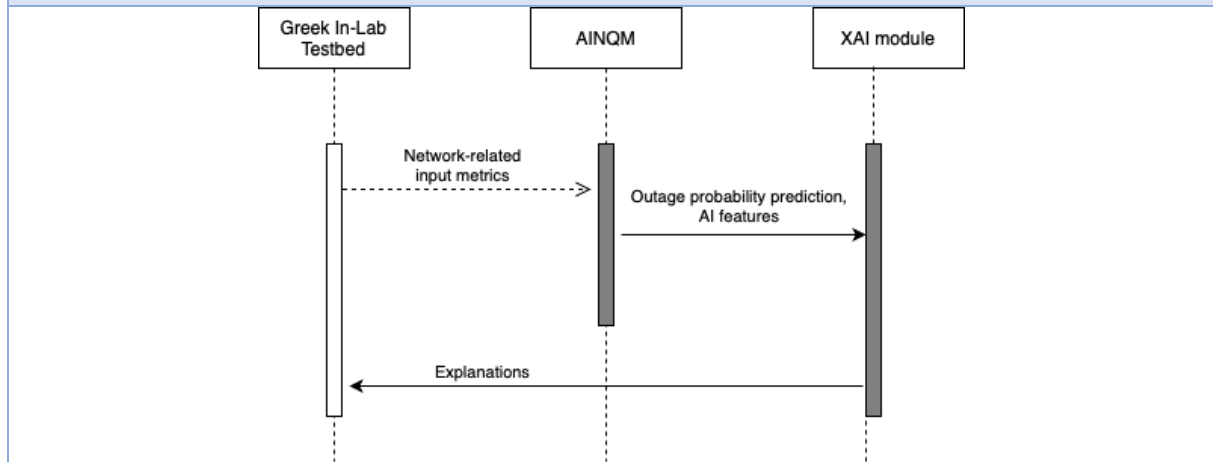 Greek In-Lab
Testbed
AINQM
XAI module
Network-related
input metrics
Outage probability prediction,
AI features
Explanations